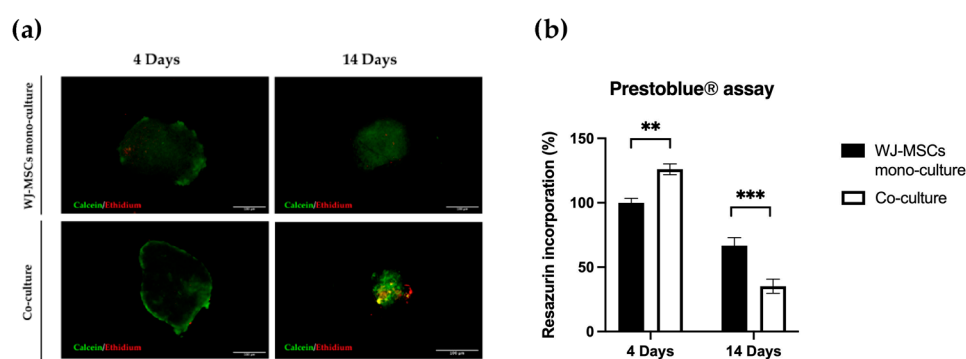 (a)
4 Days
14 Days
WJ-MSCs mono-culture
Calcein/Ethidium
Calcein/Ethidium
Co-culture
Calcein/Ethidium
Calcein/Ethidium
(b)
Prestoblue® assay
Resazurin incorporation (%)
150
100
50
0
**
***
4 Days
14 Days
WJ-MSCs
mono-culture
Co-culture